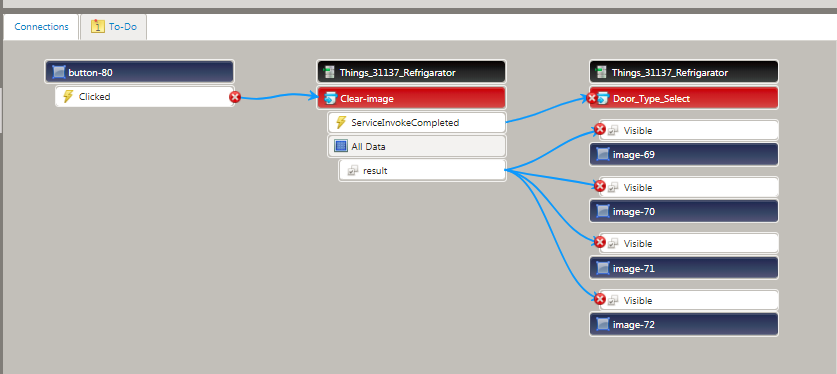 Connections
To-Do
button-80
Clicked
Things_31137_Refrigarator
Clear-image
ServiceInvokeCompleted
All Data
result
Things_31137_Refrigarator
Door_Type_Select
Visible
image-69
Visible
image-70
Visible
image-71
Visible
image-72